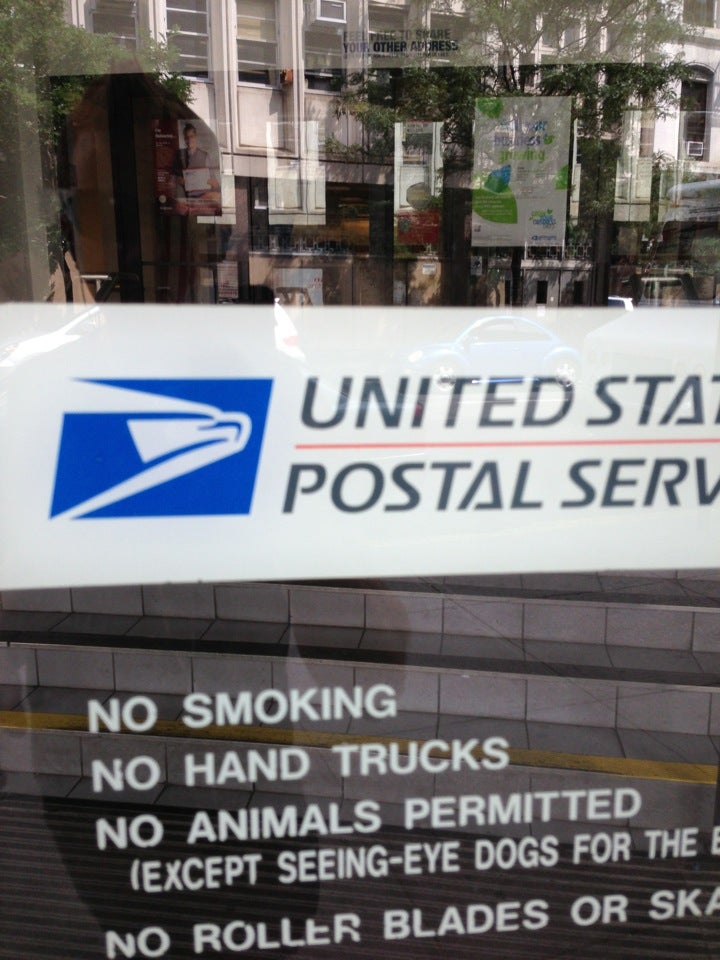 FEEL FREE TO SHARE
YOUR OTHER ADDRESS
UNITED STAT
POSTAL SERV
NO SMOKING
NO HAND TRUCKS
NO ANIMALS PERMITTED
(EXCEPT SEEING-EYE DOGS FOR THE B
NO ROLLER BLADES OR SKA